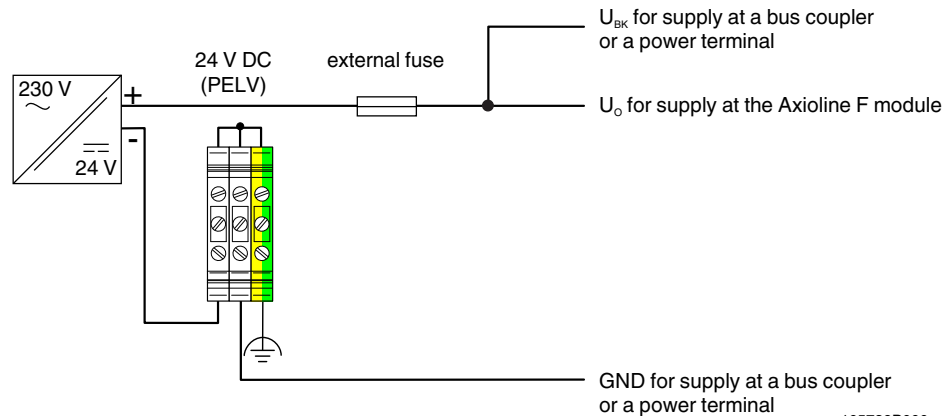 U_BK for supply at a bus coupler
or a power terminal
24 V DC
(PELV)
external fuse
230 V
+
U_O for supply at the Axioline F module
-
24 V
GND for supply at a bus coupler
or a power terminal